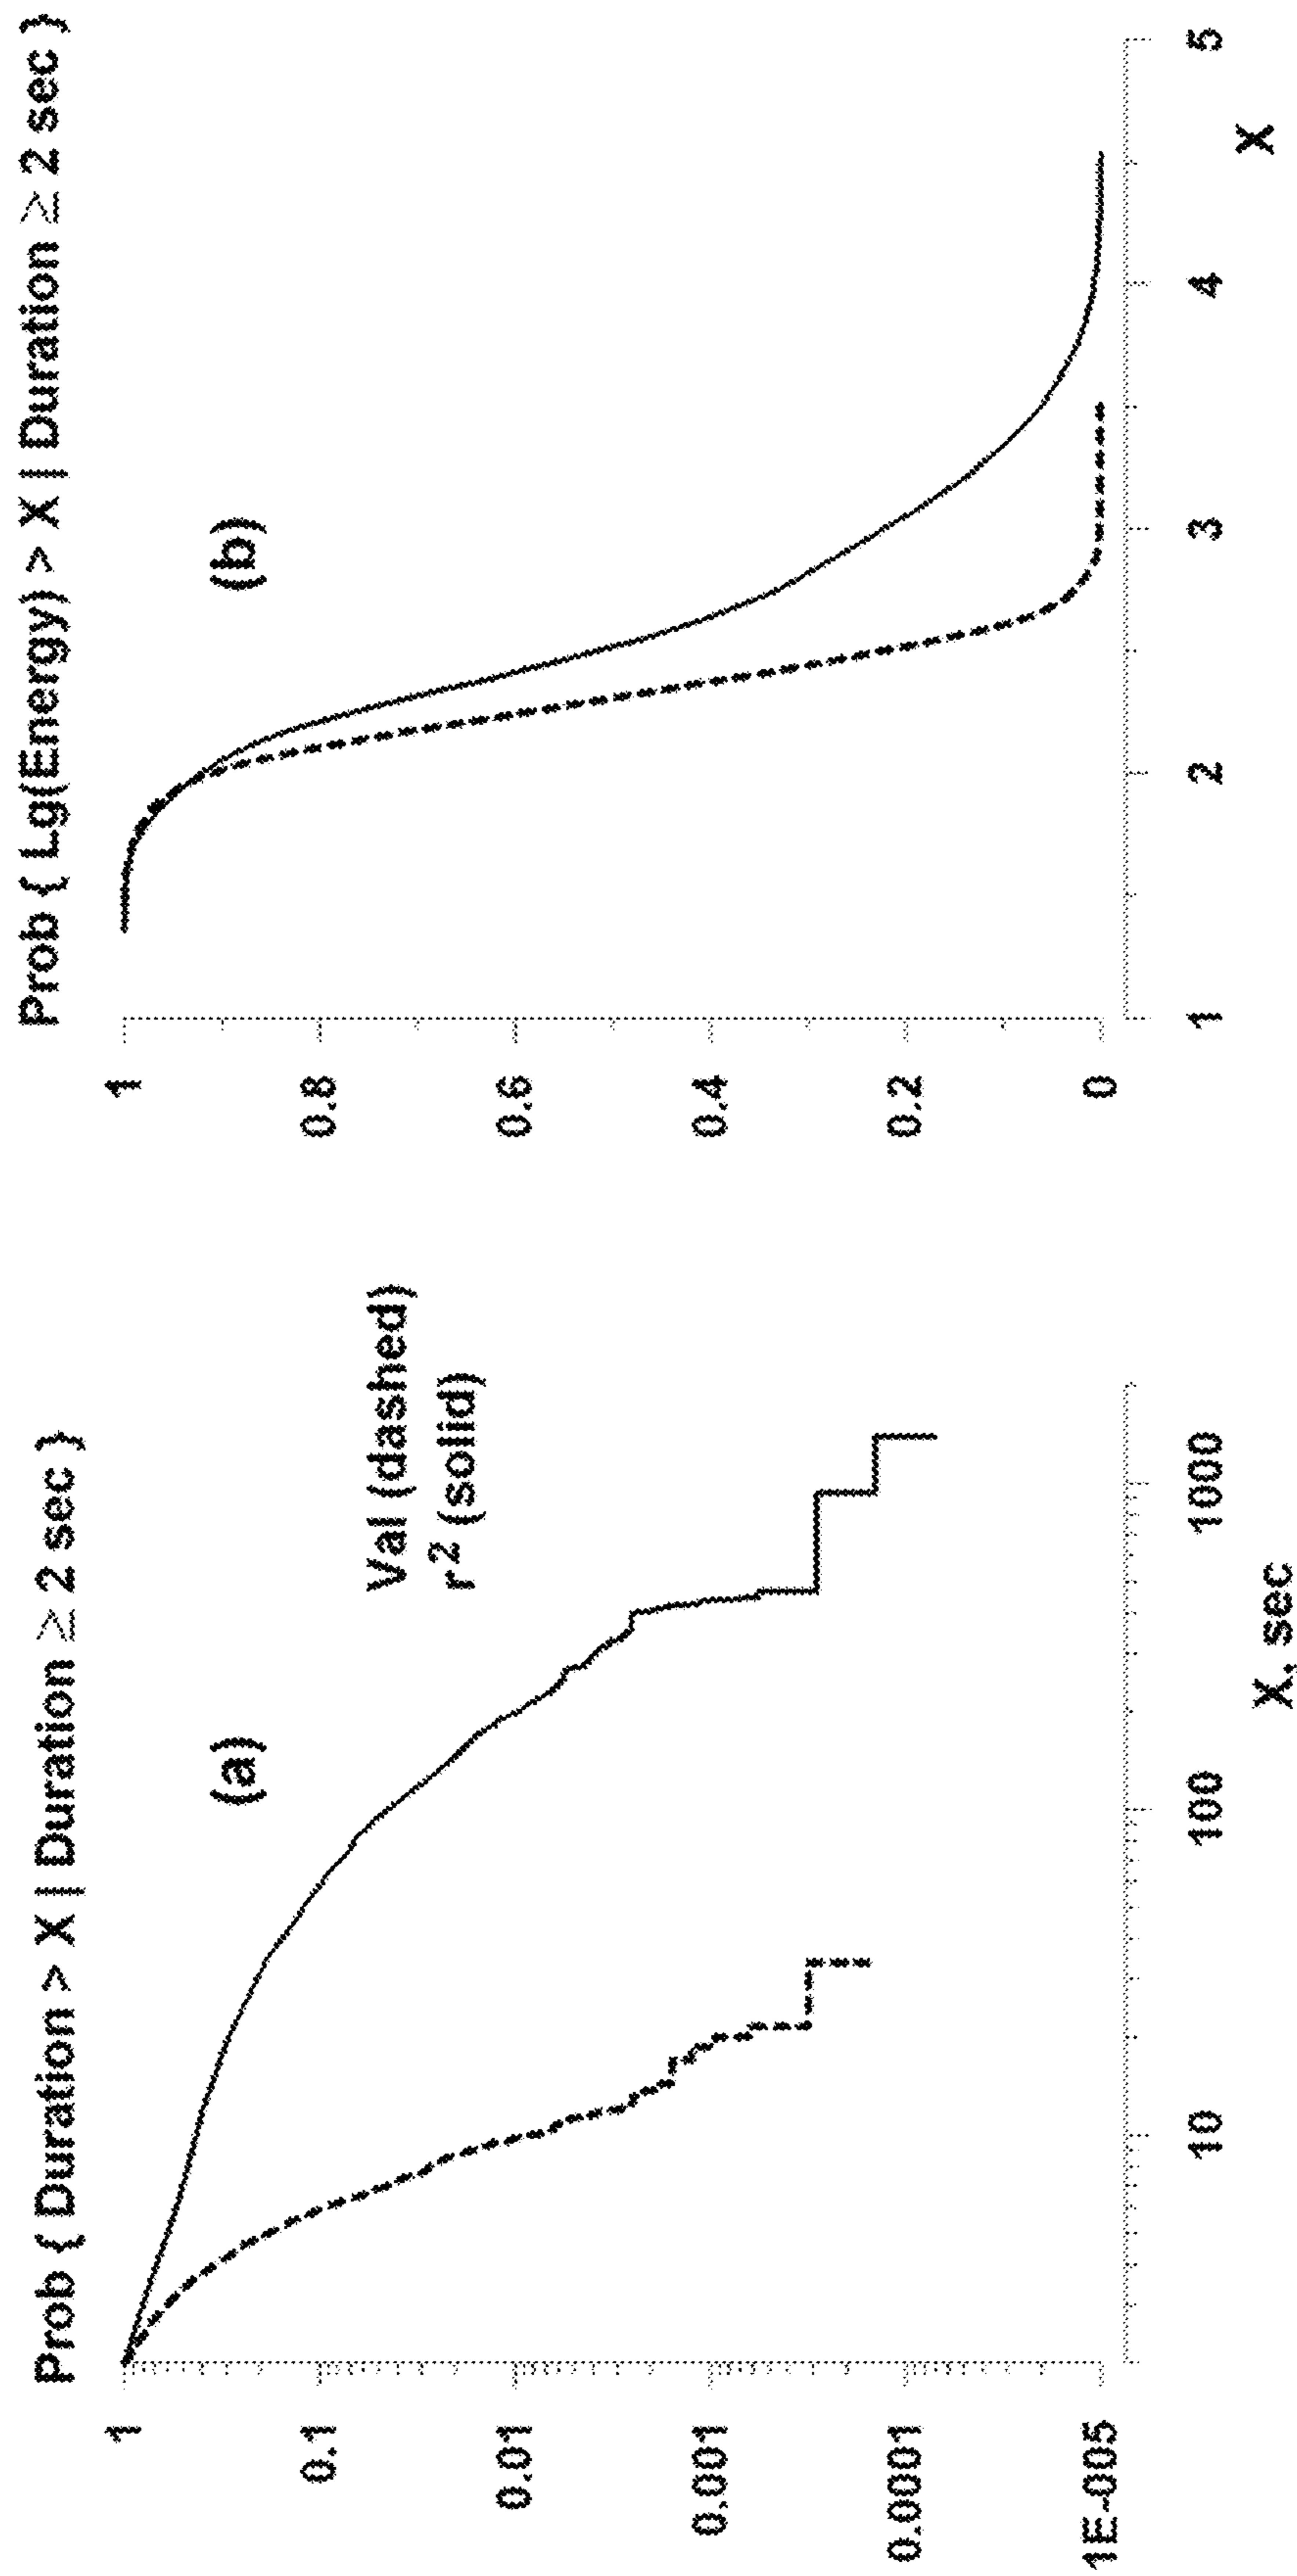 Prob { Duration > X | Duration ≥ 2 sec }
(a)
Val (dashed)
r² (solid)
1
0.1
0.01
0.001
0.0001
1E-005
10
100
1000
X, sec
Prob { Lg(Energy) > X | Duration ≥ 2 sec }
(b)
1
0.8
0.6
0.4
0.2
0
1
2
3
4
5
X